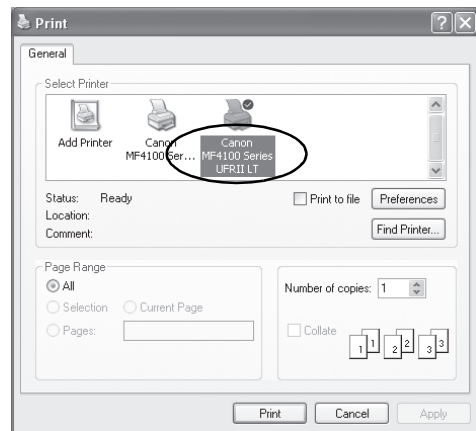 Print
General
Select Printer
Add Printer
Canon
MF4100 Ser...
Canon
MF4100 Series
UFRII LT
Status: Ready
Location:
Comment:
Print to file
Preferences
Find Printer...
Page Range
All
Selection Current Page
Pages:
Number of copies: 1
Collate
1 1 2 2 3 3
Print Cancel Apply